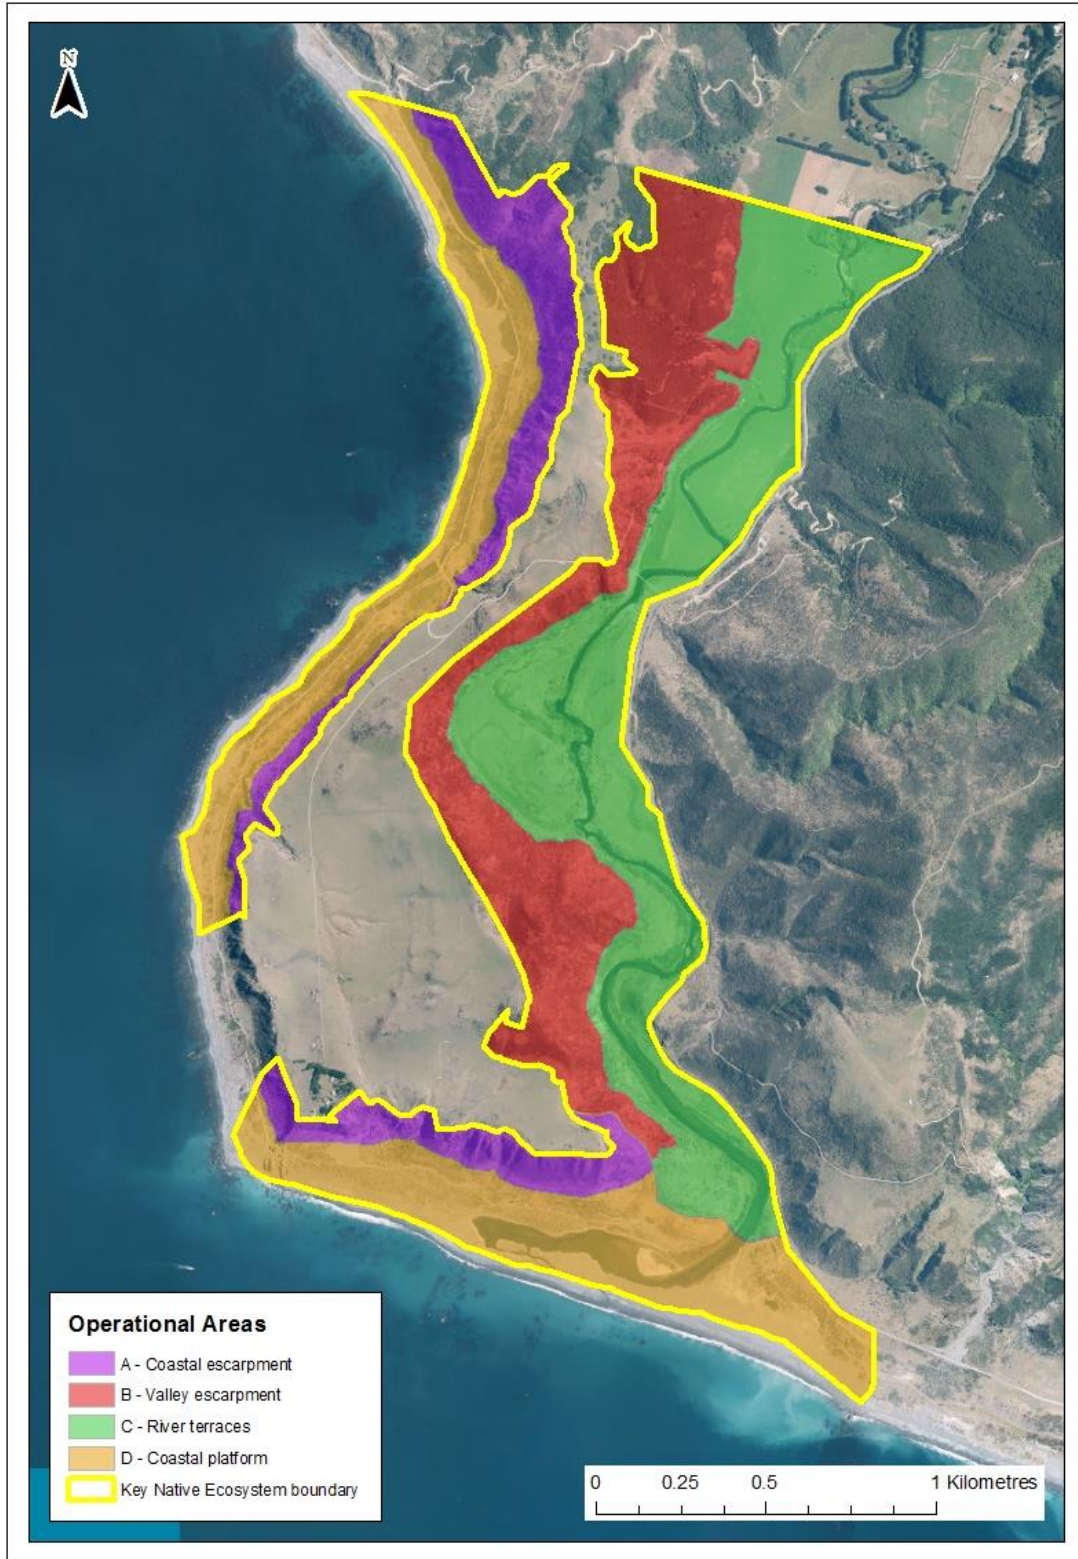 N
Operational Areas
A - Coastal escarpment
B - Valley escarpment
C - River terraces
D - Coastal platform
Key Native Ecosystem boundary
0 0.25 0.5 1 Kilometres